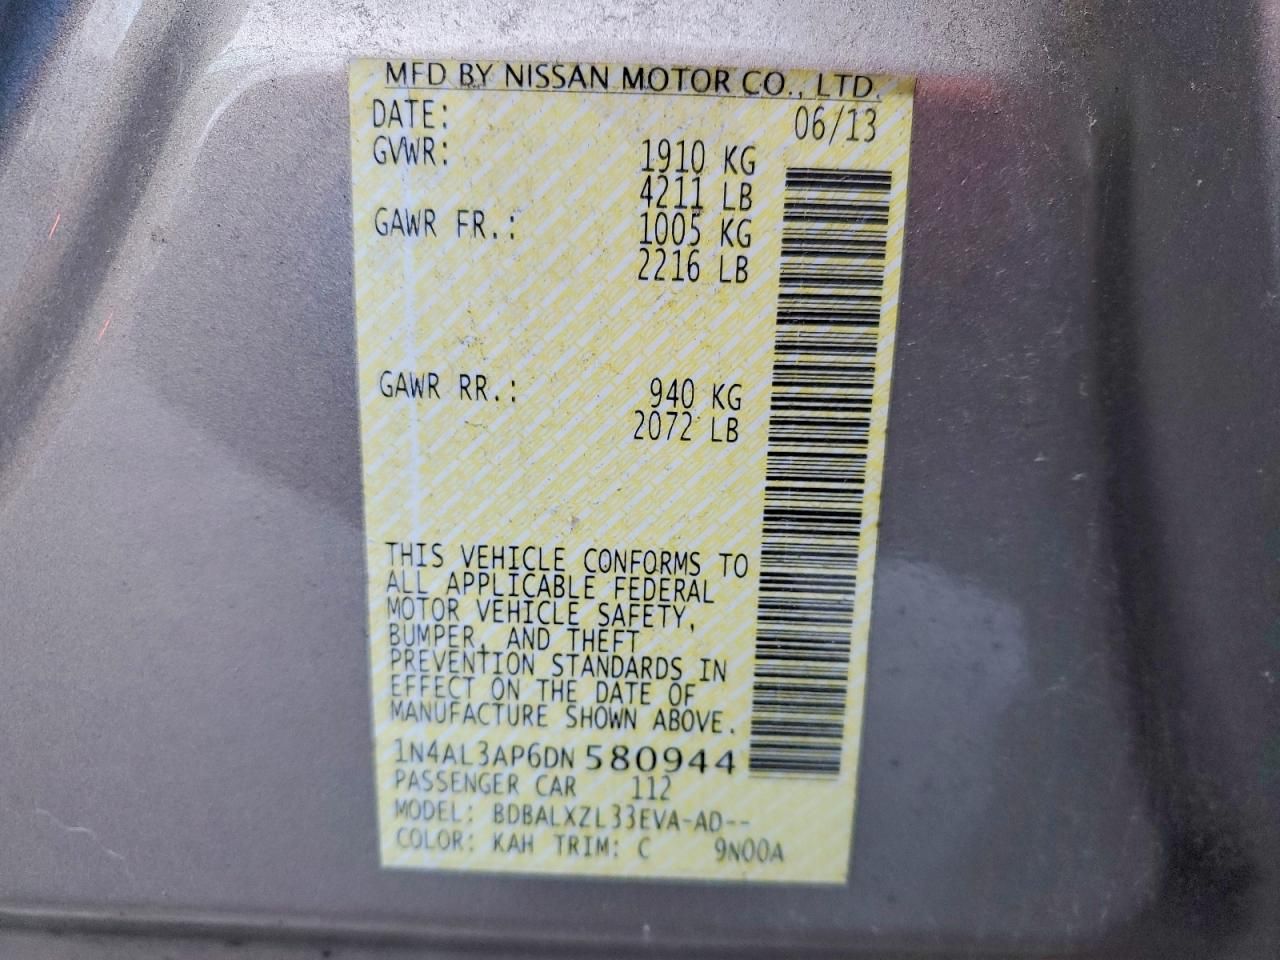 MFD BY NISSAN MOTOR CO., LTD.
DATE: 06/13
GVWR: 1910 KG
4211 LB
GAWR FR.: 1005 KG
2216 LB
GAWR RR.: 940 KG
2072 LB
THIS VEHICLE CONFORMS TO
ALL APPLICABLE FEDERAL
MOTOR VEHICLE SAFETY,
BUMPER, AND THEFT
PREVENTION STANDARDS IN
EFFECT ON THE DATE OF
MANUFACTURE SHOWN ABOVE.
1N4AL3AP6DN580944
PASSENGER CAR 112
MODEL: BDBALXZL33EVA-AD--
COLOR: KAH TRIM: C 9N00A